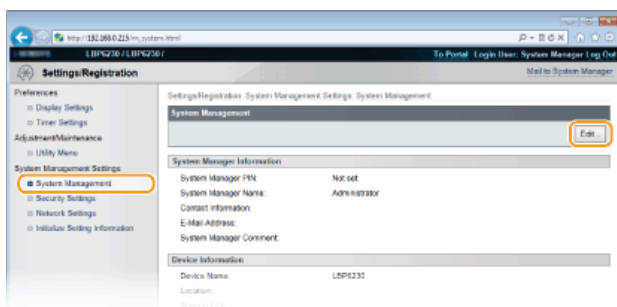 http://192.168.0.215/m_system.html
LBP6230 / LBP6230 /
To Portal Login User: System Manager Log Out
Settings/Registration
Mail to System Manager
Preferences
Display Settings
Timer Settings
Adjustment/Maintenance
Utility Menu
System Management Settings
System Management
Security Settings
Network Settings
Initialize Setting Information
Settings/Registration: System Management Settings: System Management
System Management
Edit...
System Manager Information
System Manager PIN: Not set.
System Manager Name: Administrator
Contact Information:
E-Mail Address:
System Manager Comment:
Device Information
Device Name: LBP6230
Location: